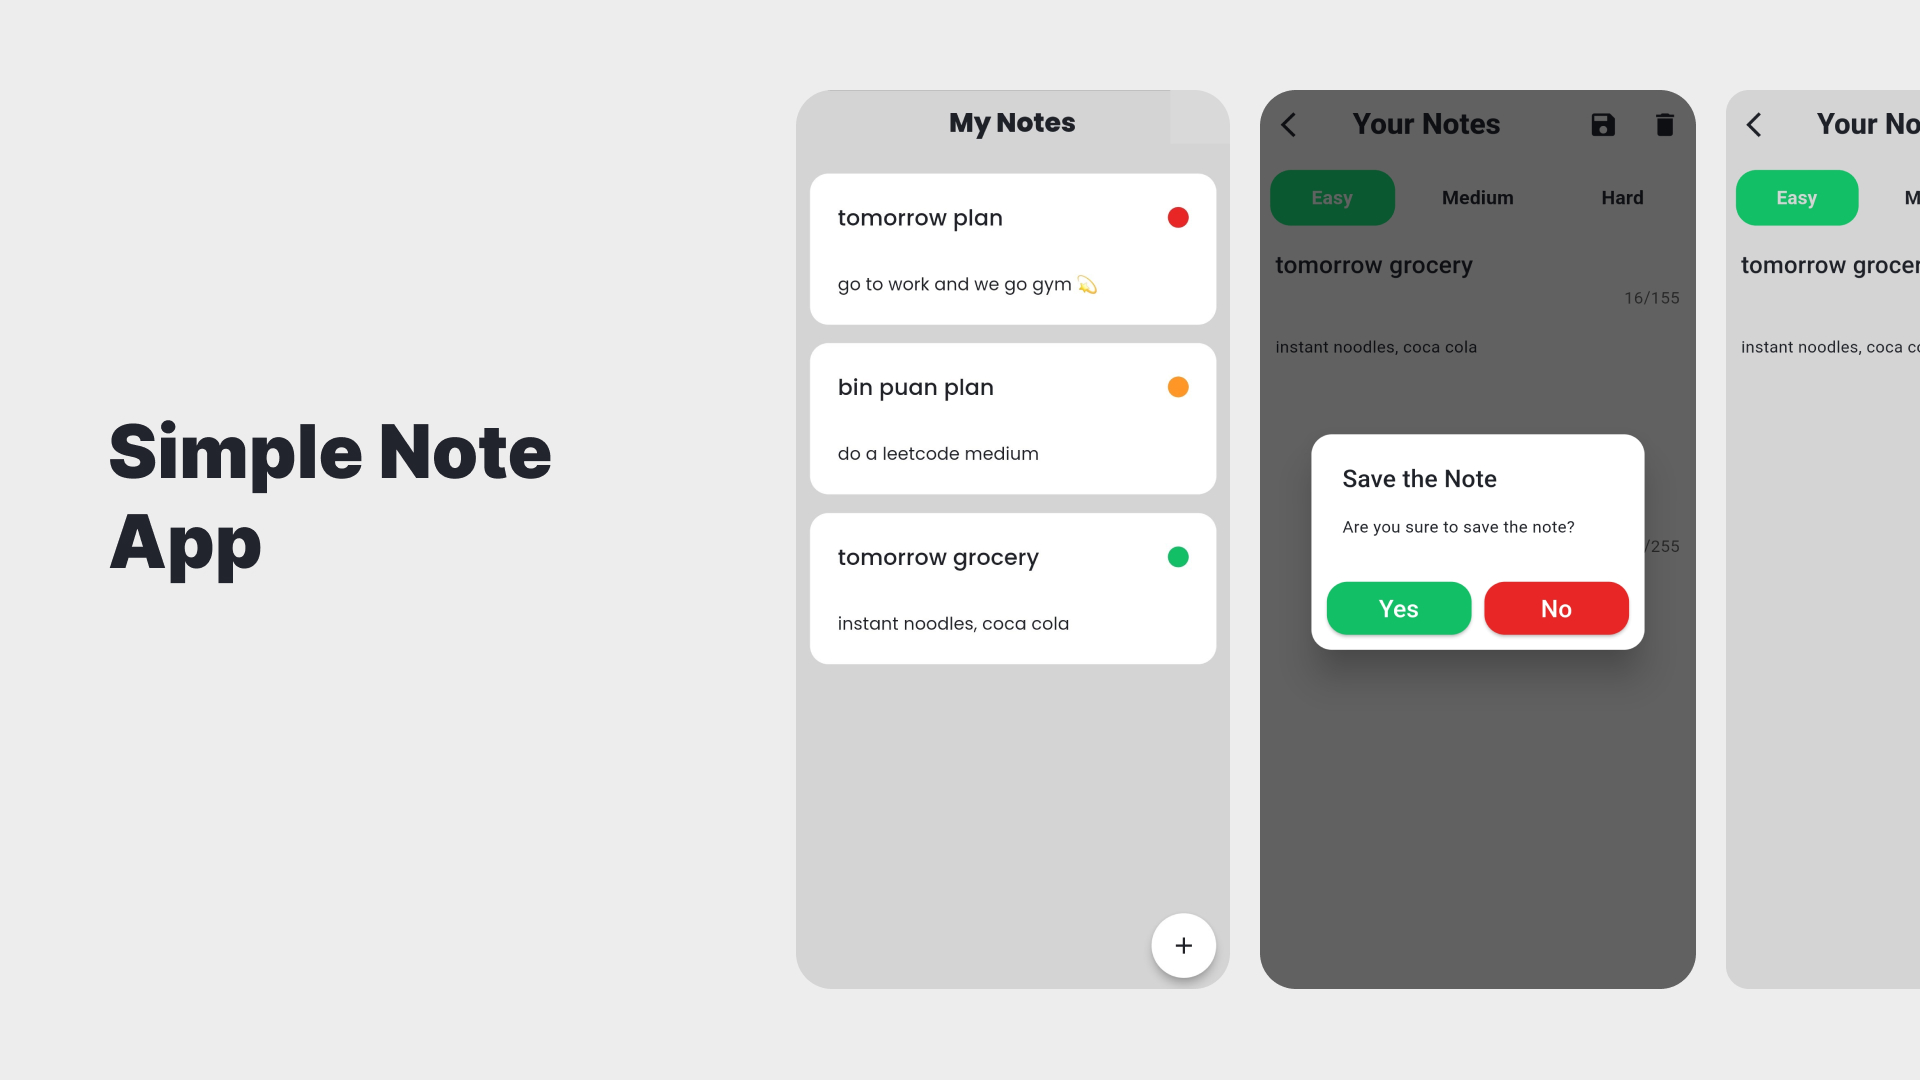 Simple Note
App
My Notes
tomorrow plan
go to work and we go gym 💫
bin puan plan
do a leetcode medium
tomorrow grocery
instant noodles, coca cola
+
Your Notes
Easy Medium Hard
tomorrow grocery
16/155
instant noodles, coca cola
Save the Note
Are you sure to save the note?
/255
Yes No
Your No
Easy M
tomorrow grocer
instant noodles, coca co